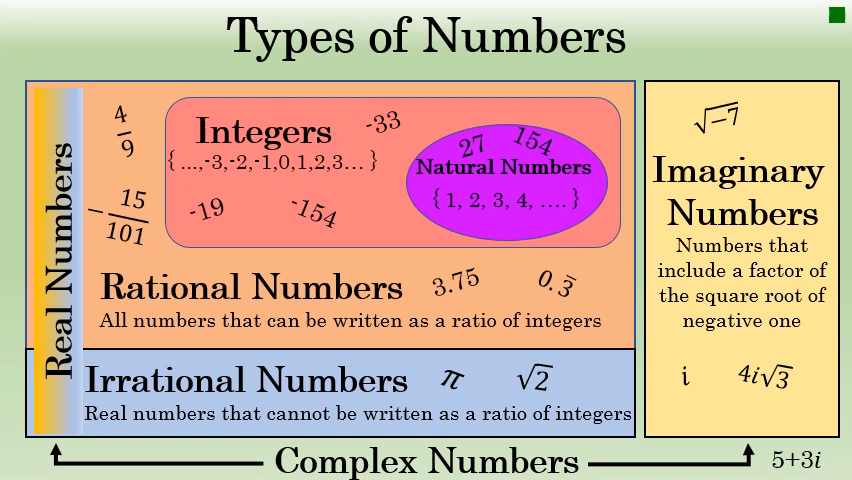 Types of Numbers
Real Numbers
4/9
-15/101
Integers
{ ...,-3,-2,-1,0,1,2,3... }
-33
-19
-154
27
154
Natural Numbers
{ 1, 2, 3, 4, .... }
Rational Numbers
3.75
0.3̅
All numbers that can be written as a ratio of integers
Irrational Numbers
π
√2
Real numbers that cannot be written as a ratio of integers
√-7
Imaginary
Numbers
Numbers that
include a factor of
the square root of
negative one
i
4i√3
Complex Numbers
5+3i